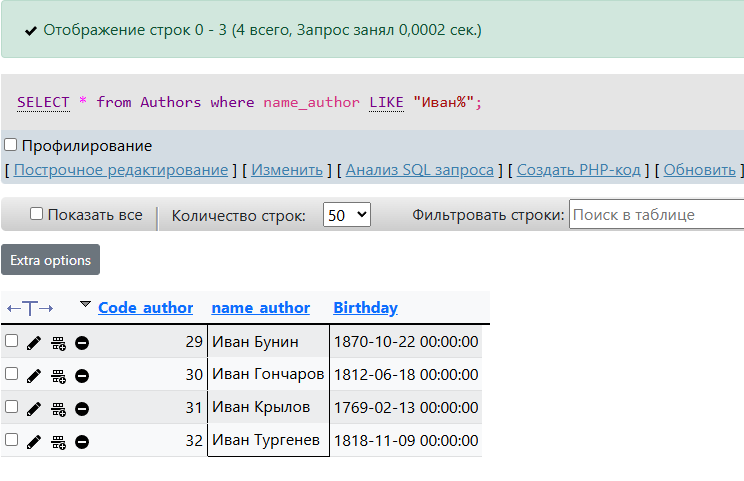 Отображение строк 0 - 3 (4 всего, Запрос занял 0,0002 сек.)
SELECT * from Authors where name_author LIKE "Иван%";
Профилирование
[ Построчное редактирование ] [ Изменить ] [ Анализ SQL запроса ] [ Создать PHP-код ] [ Обновить ]
Показать все Количество строк: 50 Фильтровать строки: Поиск в таблице
Extra options
←T→ Code_author name_author Birthday
29 Иван Бунин 1870-10-22 00:00:00
30 Иван Гончаров 1812-06-18 00:00:00
31 Иван Крылов 1769-02-13 00:00:00
32 Иван Тургенев 1818-11-09 00:00:00